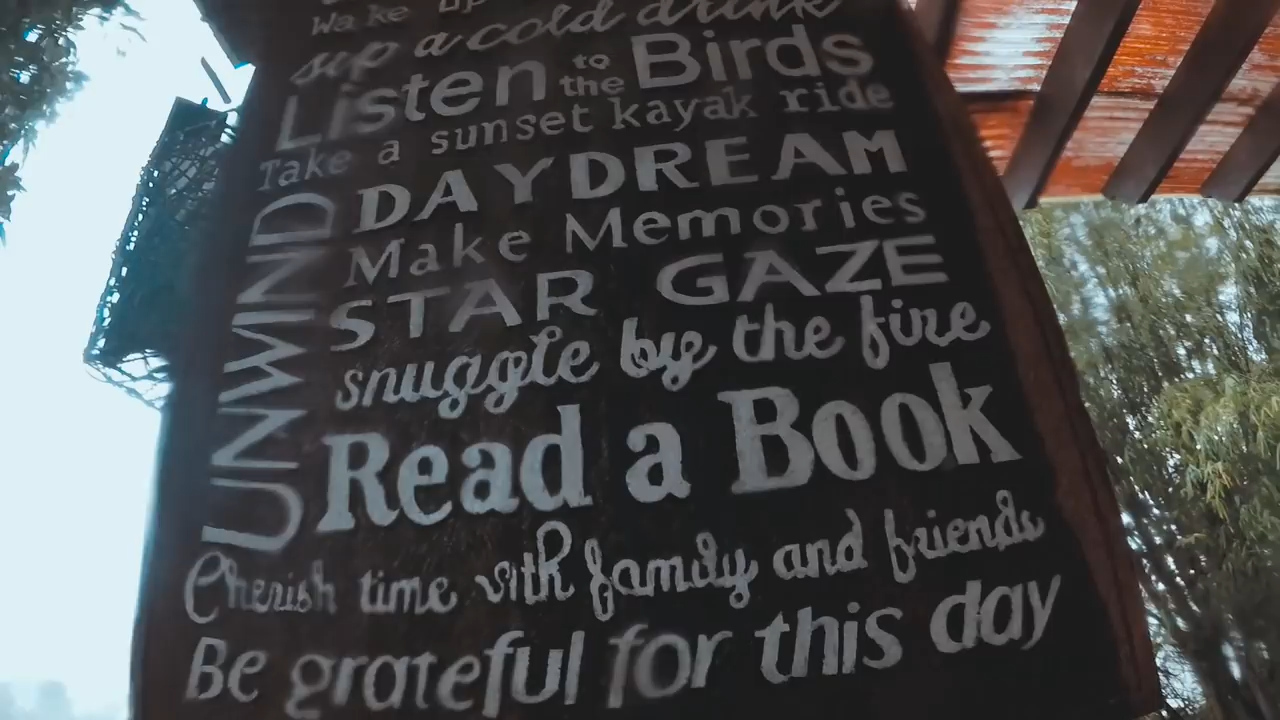 Wake up
sip a cold drink
Listen to the Birds
Take a sunset kayak ride
UNWIND
DAYDREAM
Make Memories
STAR GAZE
snuggle by the fire
Read a Book
Cherish time with family and friends
Be grateful for this day